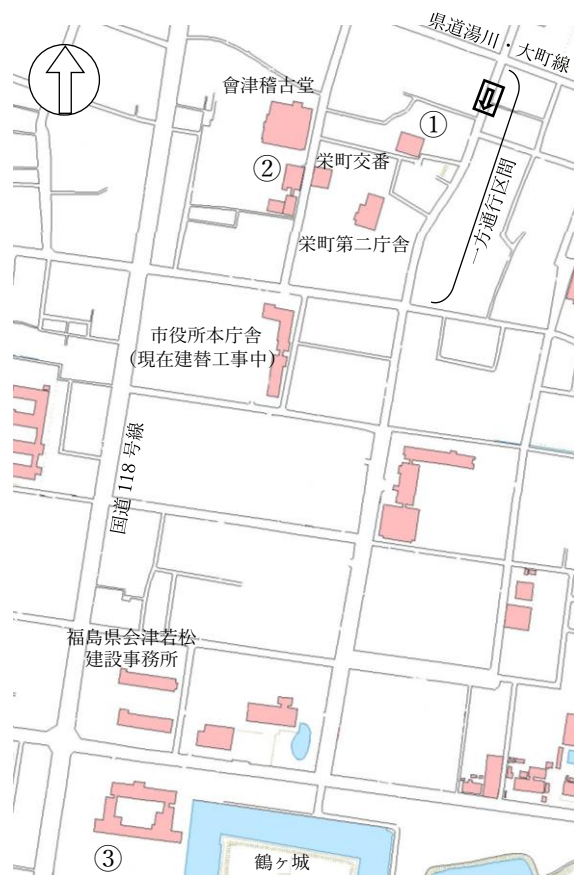 県道湯川・大町線
會津稽古堂
①
②
栄町交番
一方通行区間
栄町第二庁舎
市役所本庁舎
(現在建替工事中)
国道118号線
福島県会津若松
建設事務所
③
鶴ヶ城